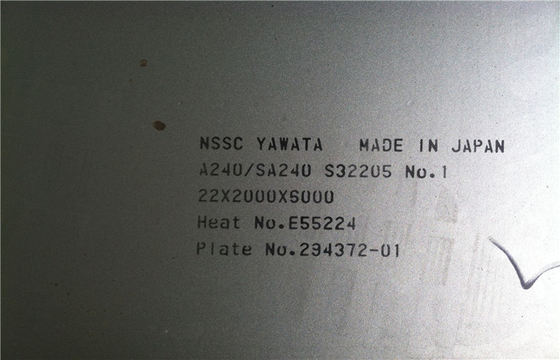 NSSC YAWATA MADE IN JAPAN
A240/SA240 S32205 No.1
22X2000X6000
Heat No.E55224
Plate No.294372-01